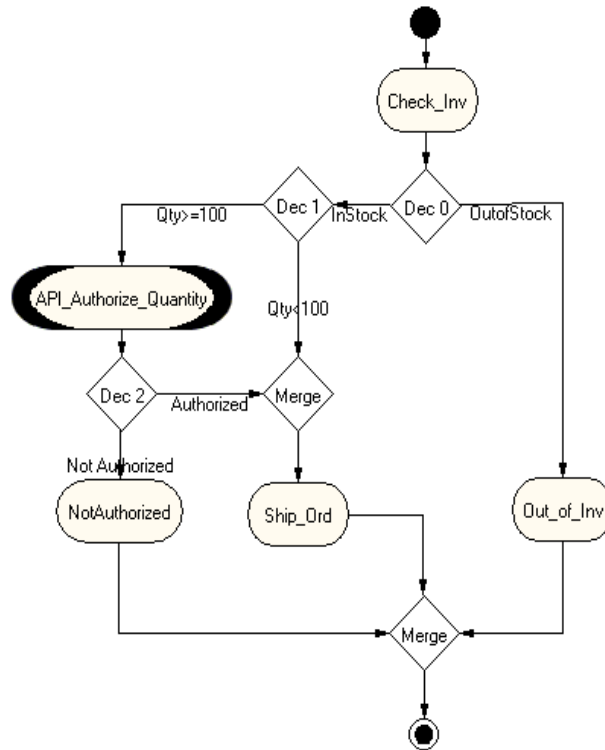 Check_Inv
Dec 1
Dec 0
Qty>=100
InStock
OutofStock
API_Authorize_Quantity
Qty<100
Dec 2
Authorized
Merge
Not Authorized
NotAuthorized
Ship_Ord
Out_of_Inv
Merge